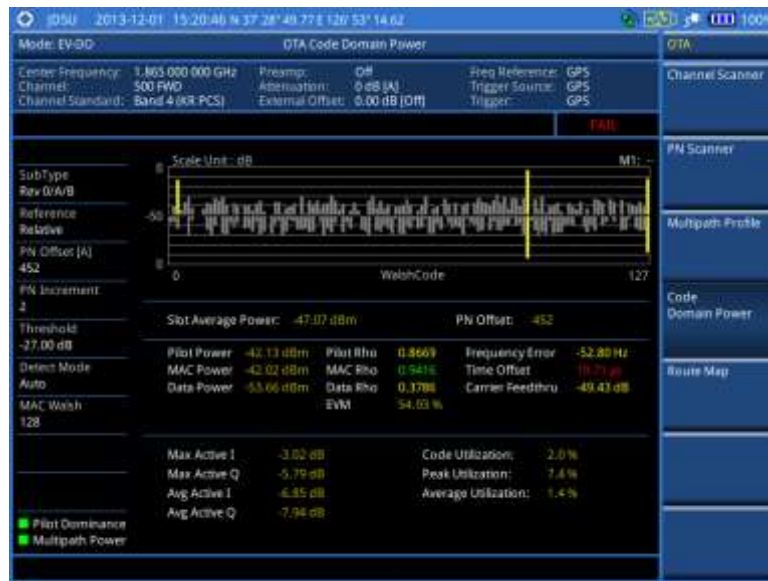 JDSU 2013-12-01 15:20:46 N 37° 28' 49.77 E 126° 53' 14.62 100%
Mode: EV-DO OTA Code Domain Power OTA
Center Frequency: 1.865 000 000 GHz Preamp: Off Freq Reference: GPS
Channel: 500 FWD Attenuation: 0 dB [A] Trigger Source: GPS
Channel Standard: Band 4 (KR PCS) External Offset: 0.00 dB [Off] Trigger: GPS
Channel Scanner
FAIL
PN Scanner
Scale Unit: dB M1: --
SubType
Rev 0/A/B
Reference
Relative
-50
Multipath Profile
PN Offset [A]
452
0 WalshCode 127
PN Increment
2
Code
Domain Power
Slot Average Power: -47.07 dBm PN Offset: 452
Threshold
-27.00 dB
Pilot Power -42.13 dBm Pilot Rho 0.8669 Frequency Error -52.80 Hz
MAC Power -42.02 dBm MAC Rho 0.9416 Time Offset
Data Power -53.66 dBm Data Rho 0.3786 Carrier Feedthru -49.43 dB
EVM 54.03 %
Detect Mode
Auto
Route Map
MAC Walsh
128
Max Active I -3.02 dB Code Utilization: 2.0 %
Max Active Q -5.79 dB Peak Utilization: 7.4 %
Avg Active I -6.85 dB Average Utilization: 1.4 %
Avg Active Q -7.94 dB
Pilot Dominance
Multipath Power